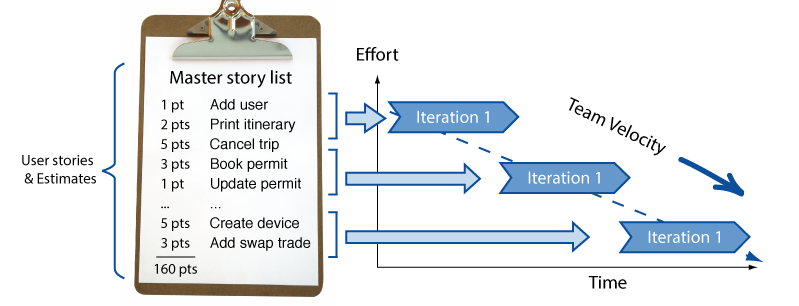 Master story list
1 pt Add user
2 pts Print itinerary
5 pts Cancel trip
3 pts Book permit
1 pt Update permit
... ...
5 pts Create device
3 pts Add swap trade
160 pts
User stories
& Estimates
Effort
Iteration 1
Iteration 1
Iteration 1
Team Velocity
Time